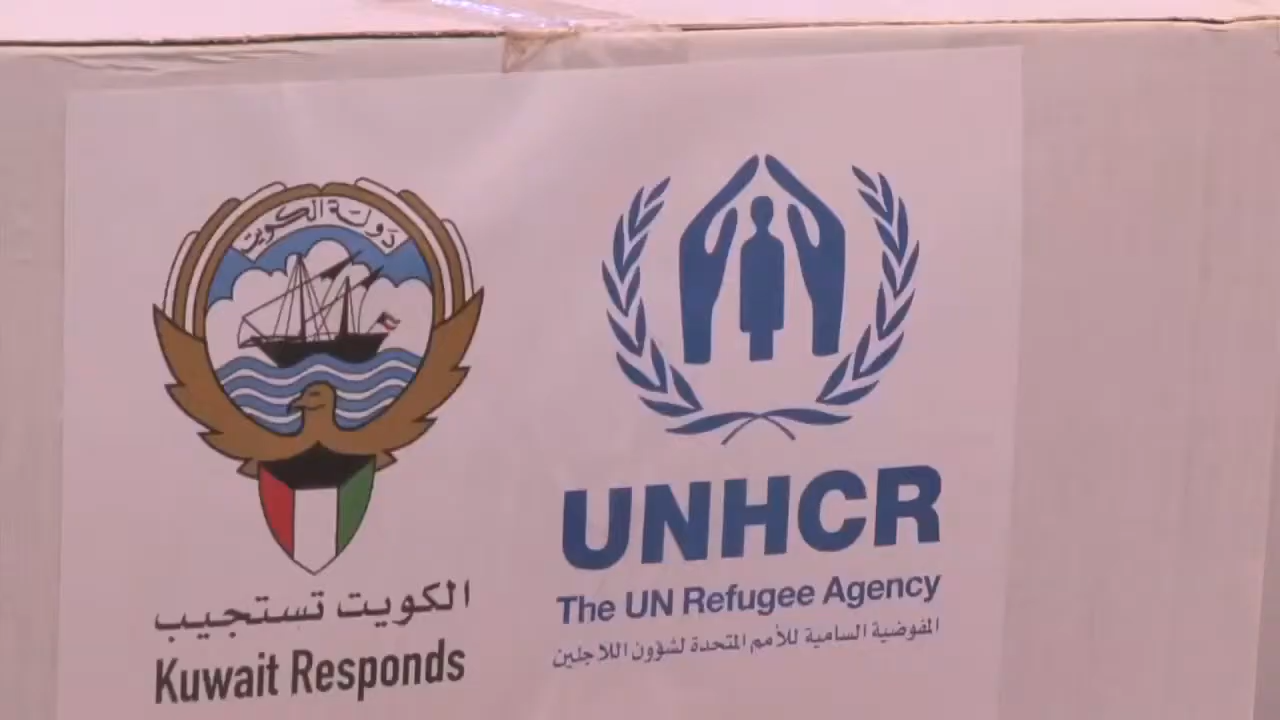 دولة الكويت
الكويت تستجيب
Kuwait Responds
UNHCR
The UN Refugee Agency
المفوضية السامية للأمم المتحدة لشؤون اللاجئين